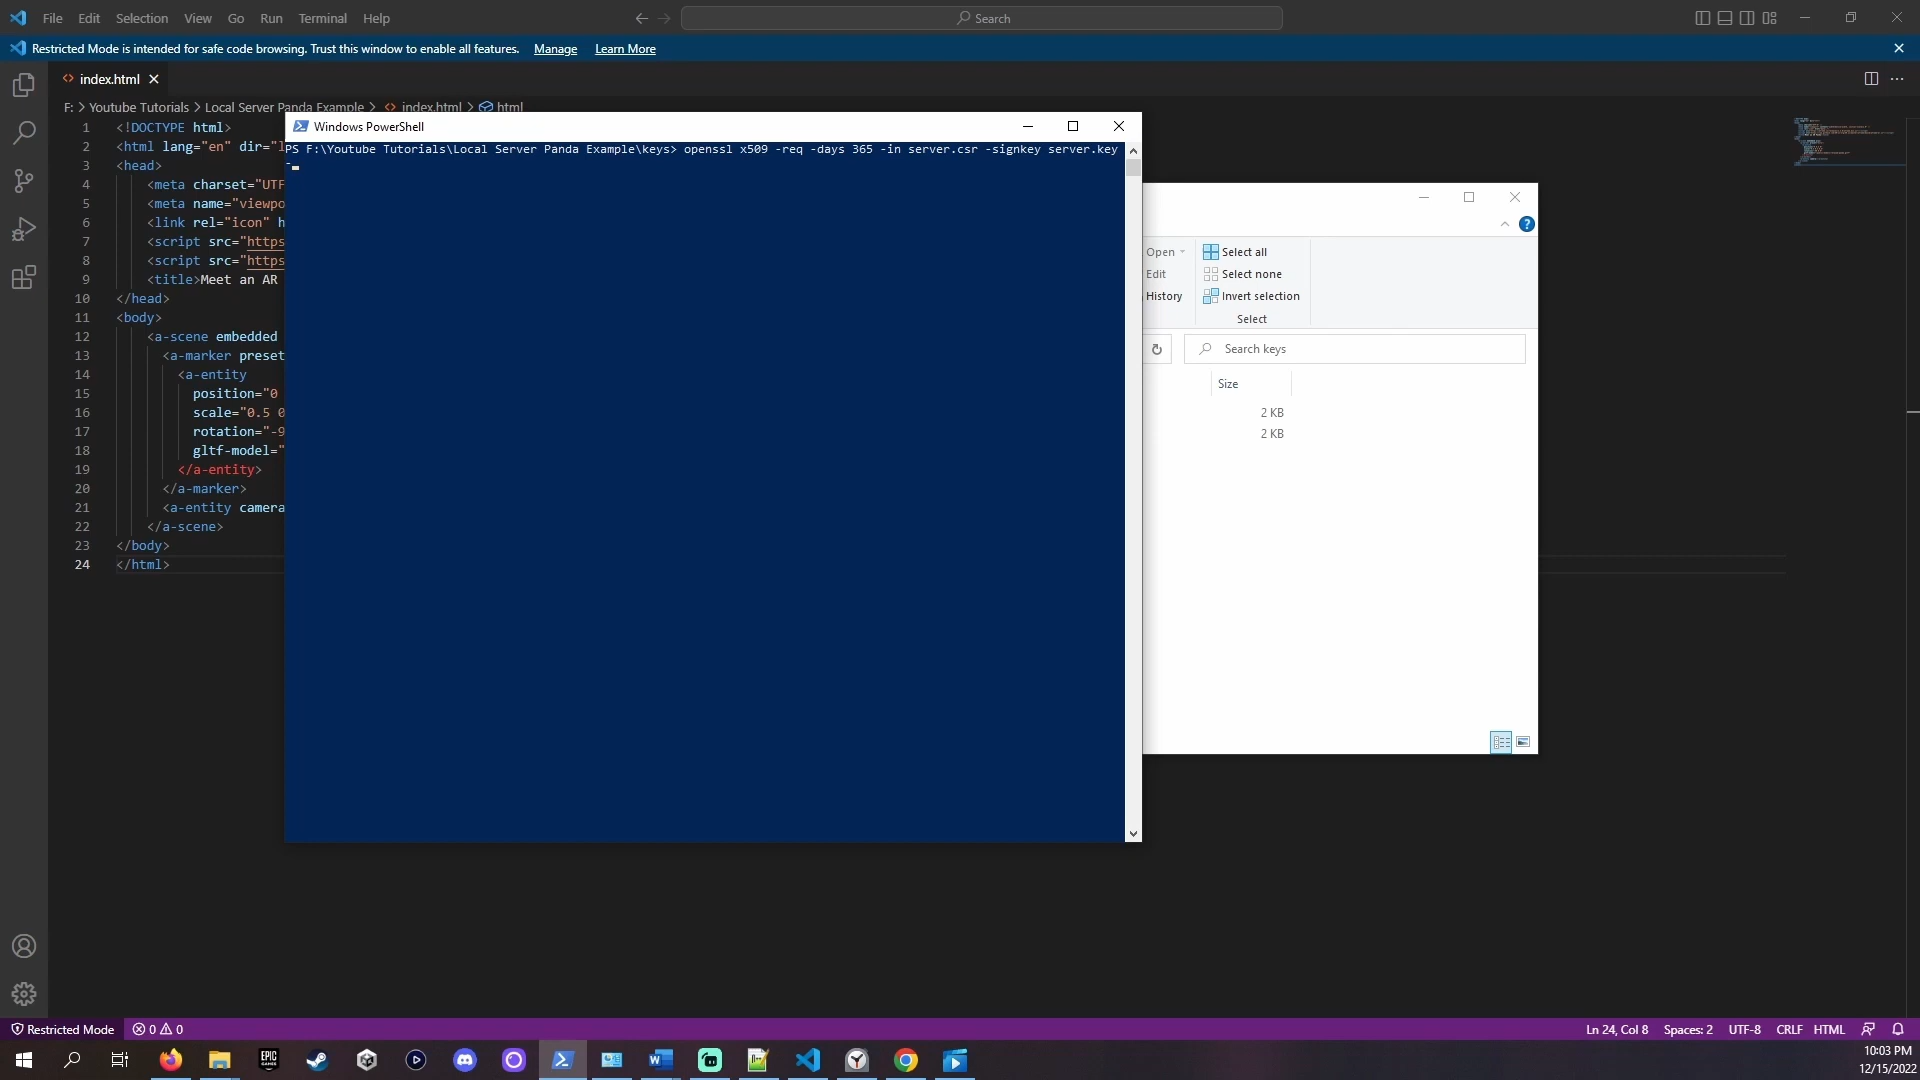 File Edit Selection View Go Run Terminal Help
Search
Restricted Mode is intended for safe code browsing. Trust this window to enable all features. Manage Learn More
index.html
F: > Youtube Tutorials > Local Server Panda Example > index.html > html
Windows PowerShell
PS F:\Youtube Tutorials\Local Server Panda Example\keys> openssl x509 -req -days 365 -in server.csr -signkey server.key
-
1 <!DOCTYPE html>
2 <html lang="en" dir="l
3 <head>
4 <meta charset="UTF
5 <meta name="viewpo
6 <link rel="icon" h
7 <script src="https
8 <script src="https
9 <title>Meet an AR
10 </head>
11 <body>
12 <a-scene embedded
13 <a-marker preset
14 <a-entity
15 position="0
16 scale="0.5 0
17 rotation="-9
18 gltf-model="
19 </a-entity>
20 </a-marker>
21 <a-entity camera
22 </a-scene>
23 </body>
24 </html>
Open
Edit
History
Select all
Select none
Invert selection
Select
Search keys
Size
2 KB
2 KB
Restricted Mode 0 0
Ln 24, Col 8 Spaces: 2 UTF-8 CRLF HTML
EPIC GAMES
10:03 PM
12/15/2022